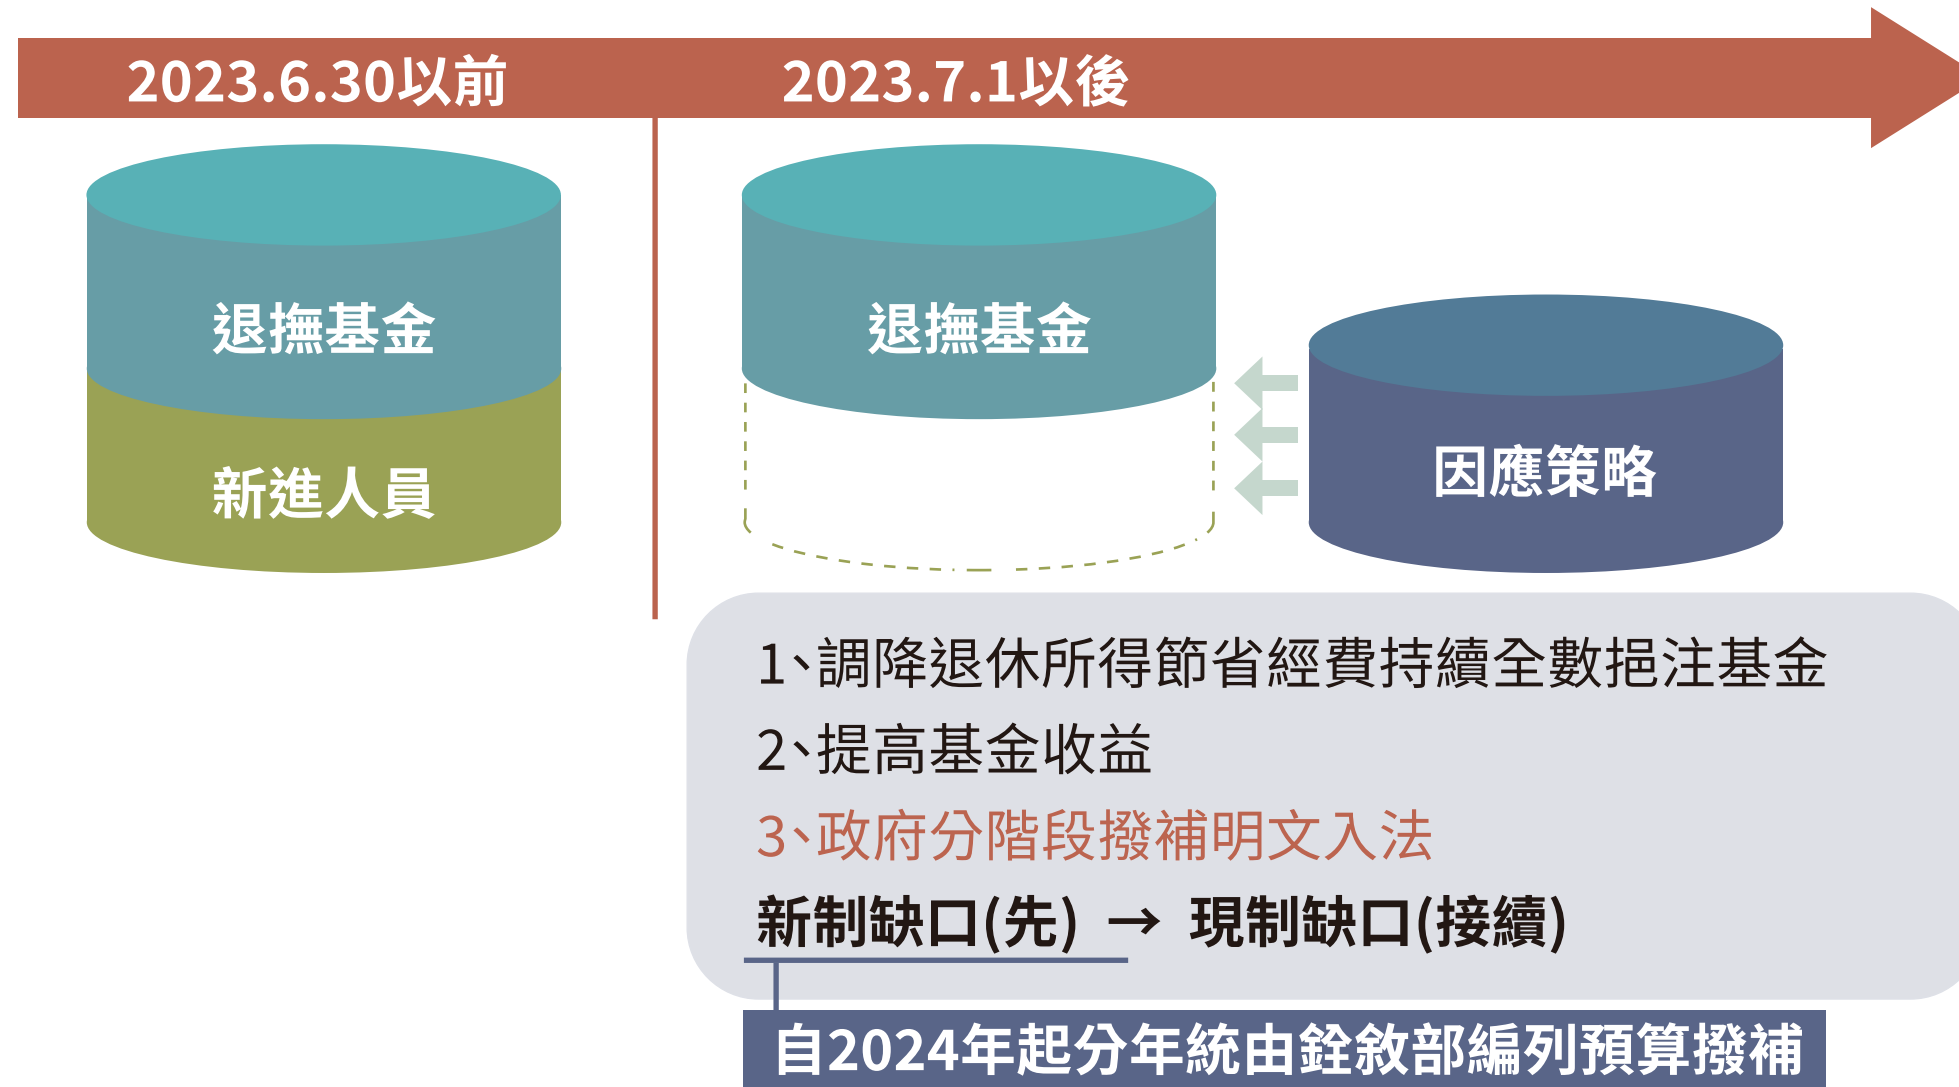 2023.6.30以前
2023.7.1以後
退撫基金
新進人員
退撫基金
因應策略
1、調降退休所得節省經費持續全數挹注基金
2、提高基金收益
3、政府分階段撥補明文入法
新制缺口(先) → 現制缺口(接續)
自2024年起分年統由銓敘部編列預算撥補